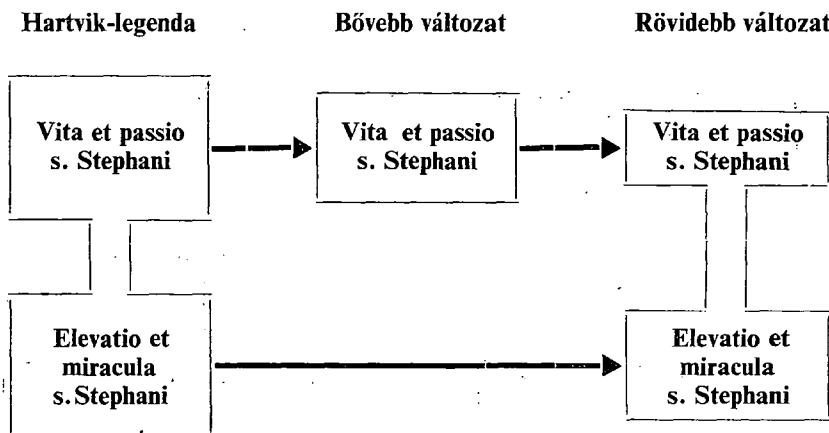 Hartvik-legenda
Bővebb változat
Rövidebb változat
Vita et passio
s. Stephani
Vita et passio
s. Stephani
Vita et passio
s. Stephani
Elevatio et
miracula
s. Stephani
Elevatio et
miracula
s. Stephani